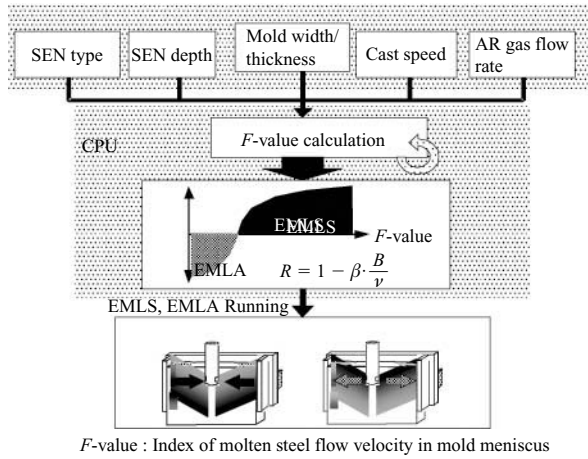 SEN type
SEN depth
Mold width/
thickness
Cast speed
AR gas flow
rate
CPU
F-value calculation
EMLS
EMLS
F-value
EMLA
R = 1 − β·B/ν
EMLS, EMLA Running
F-value : Index of molten steel flow velocity in mold meniscus